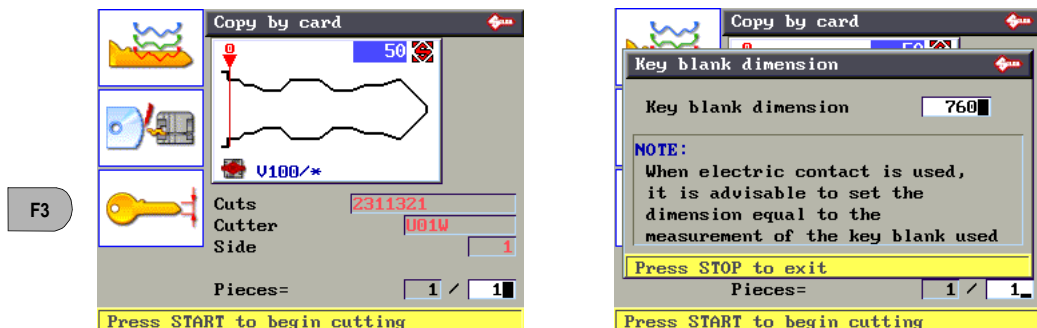 F3
Copy by card
0
50
V100/*
Cuts 2311321
Cutter U01W
Side 1
Pieces= 1 / 1
Press START to begin cutting
Copy by card
Key blank dimension
Key blank dimension 760
NOTE:
When electric contact is used,
it is advisable to set the
dimension equal to the
measurement of the key blank used
Press STOP to exit
Pieces= 1 / 1
Press START to begin cutting